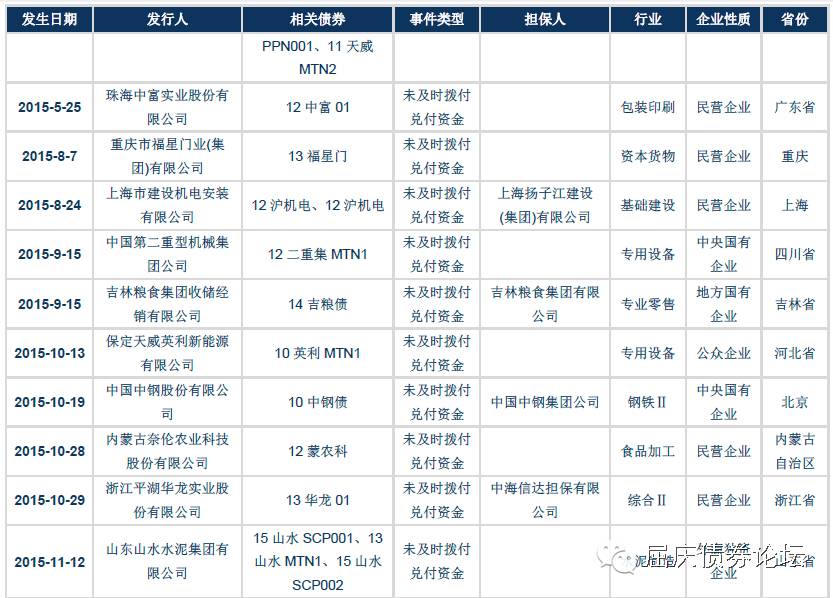 发生日期 发行人 相关债券 事件类型 担保人 行业 企业性质 省份
PPN001、11 天威
MTN2
2015-5-25 珠海中富实业股份有 12 中富 01 未及时拨付 包装印刷 民营企业 广东省
限公司 兑付资金
2015-8-7 重庆市福星门业(集 13 福星门 未及时拨付 资本货物 民营企业 重庆
团)有限公司 兑付资金
2015-8-24 上海市建设机电安装 12 沪机电、12 沪机电 未及时拨付 上海扬子江建设 基础建设 民营企业 上海
有限公司 兑付资金 (集团)有限公司
2015-9-15 中国第二重型机械集 12 二重集 MTN1 未及时拨付 专用设备 中央国有 四川省
团公司 兑付资金 企业
2015-9-15 吉林粮食集团收储经 14 吉粮债 未及时拨付 吉林粮食集团有限 专业零售 地方国有 吉林省
销有限公司 兑付资金 公司 企业
2015-10-13 保定天威英利新能源 10 英利 MTN1 未及时拨付 专用设备 公众企业 河北省
有限公司 兑付资金
2015-10-19 中国中钢股份有限公 10 中钢债 未及时拨付 中国中钢集团公司 钢铁Ⅱ 中央国有 北京
司 兑付资金 企业
2015-10-28 内蒙古奈伦农业科技 12 蒙农科 未及时拨付 食品加工 民营企业 内蒙古
股份有限公司 兑付资金 自治区
2015-10-29 浙江平湖华龙实业股 13 华龙 01 未及时拨付 中海信达担保有限 综合Ⅱ 民营企业 浙江省
份有限公司 兑付资金 公司
2015-11-12 山东山水水泥集团有 15 山水 SCP001、13 未及时拨付
限公司 山水 MTN1、15 山水 兑付资金 企业
SCP002
屈庆债券论坛